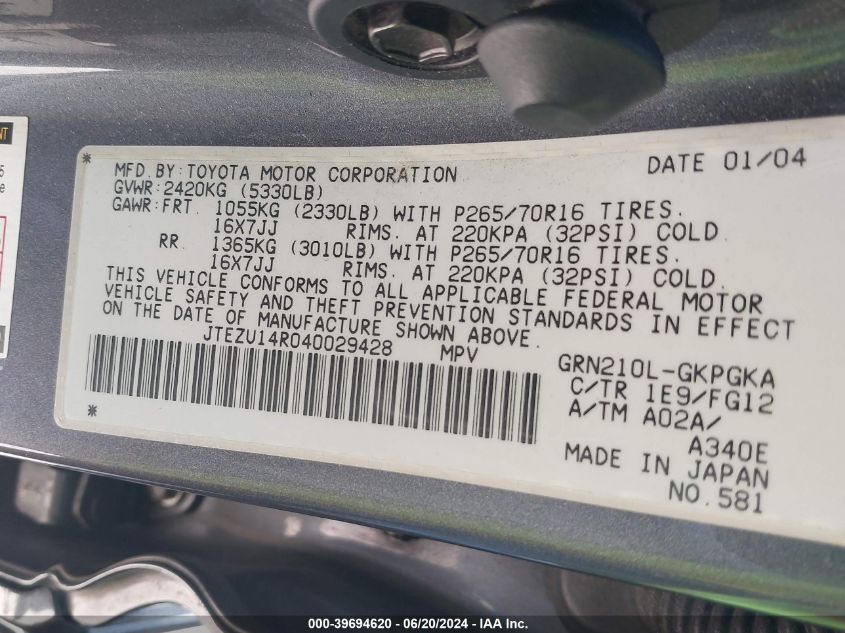 NT
5
e
*
MFD.BY:TOYOTA MOTOR CORPORATION DATE 01/04
GVWR:2420KG (5330LB)
GAWR:FRT. 1055KG (2330LB) WITH P265/70R16 TIRES.
16X7JJ RIMS. AT 220KPA (32PSI) COLD.
RR. 1365KG (3010LB) WITH P265/70R16 TIRES.
16X7JJ RIMS. AT 220KPA (32PSI) COLD.
THIS VEHICLE CONFORMS TO ALL APPLICABLE FEDERAL MOTOR
VEHICLE SAFETY AND THEFT PREVENTION STANDARDS IN EFFECT
ON THE DATE OF MANUFACTURE SHOWN ABOVE.
JTEZU14R040029428 MPV
GRN210L-GKPGKA
C/TR 1E9/FG12
A/TM A02A/
A340E
*
MADE IN JAPAN
NO.581
000-39694620 / 06/20/2024 - IAA Inc.